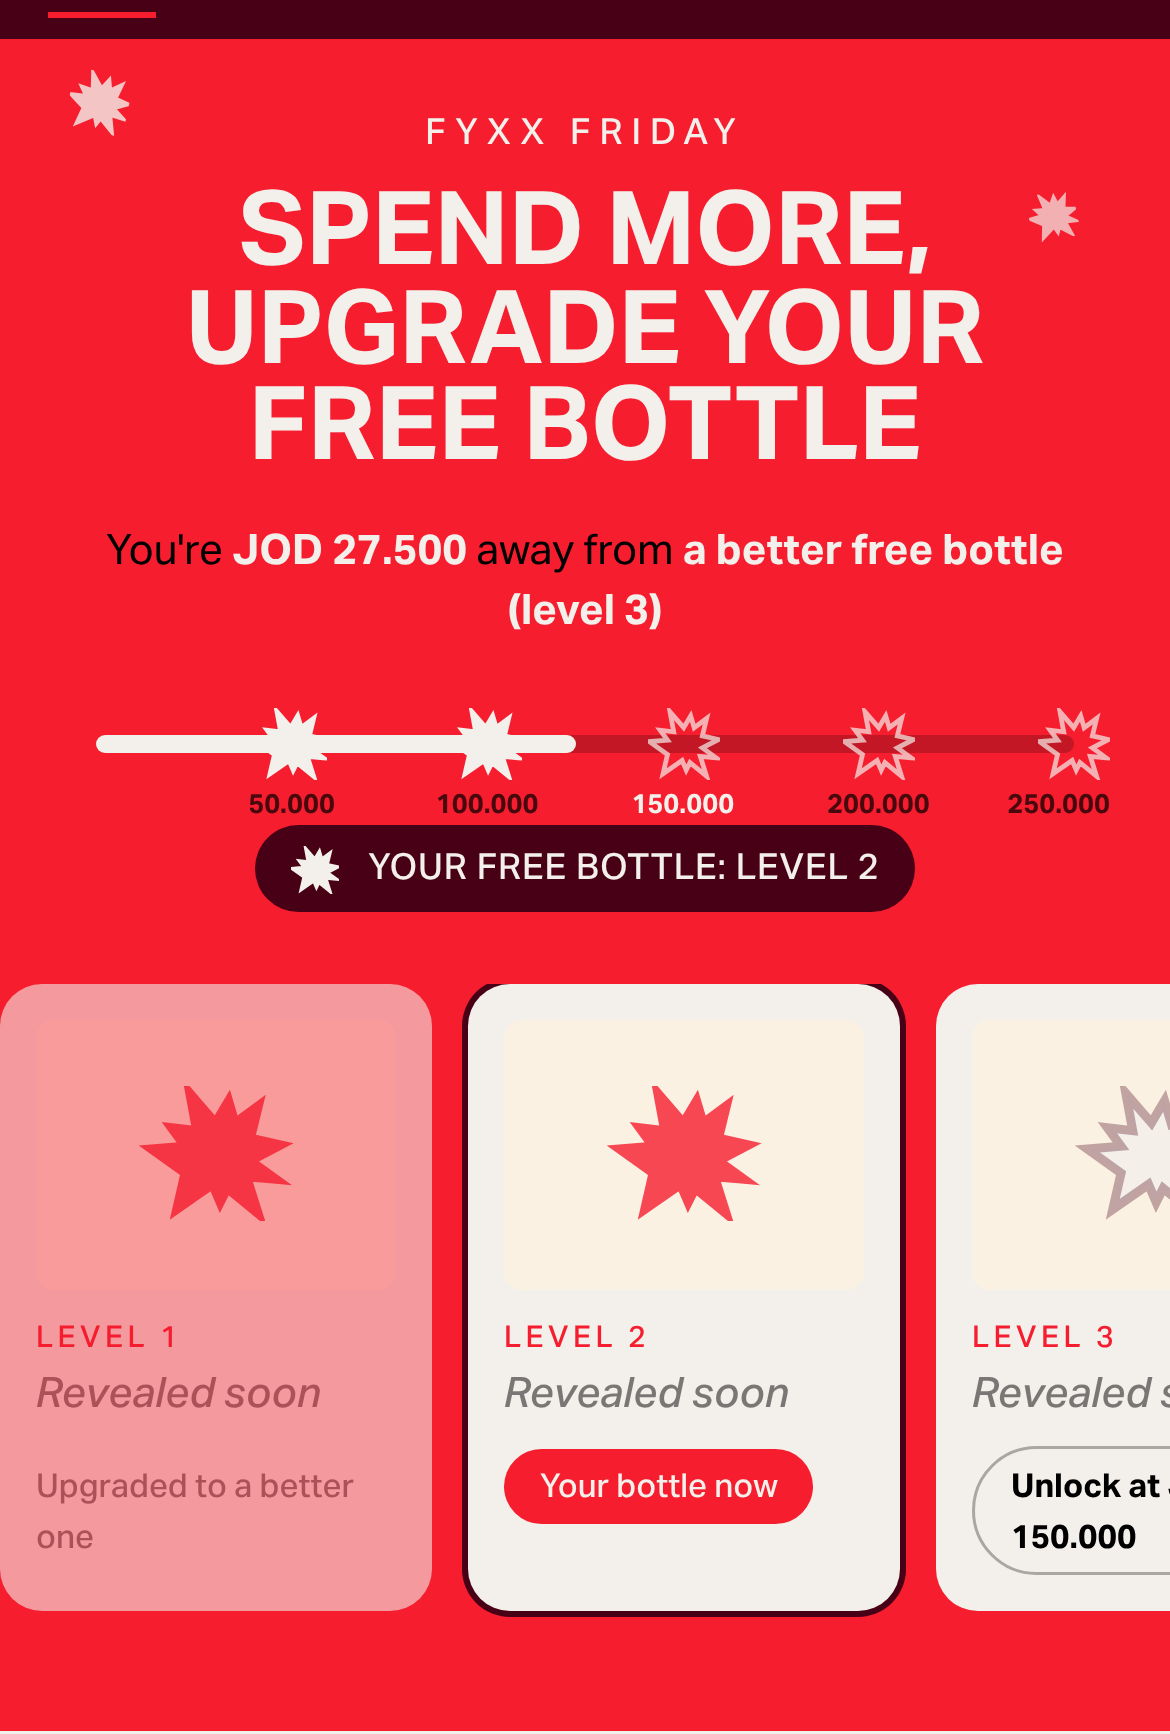 FYXX FRIDAY
SPEND MORE,
UPGRADE YOUR
FREE BOTTLE
You're JOD 27.500 away from a better free bottle
(level 3)
50.000 100.000 150.000 200.000 250.000
YOUR FREE BOTTLE: LEVEL 2
LEVEL 1
Revealed soon
Upgraded to a better
one
LEVEL 2
Revealed soon
Your bottle now
LEVEL 3
Revealed
Unlock at
150.000